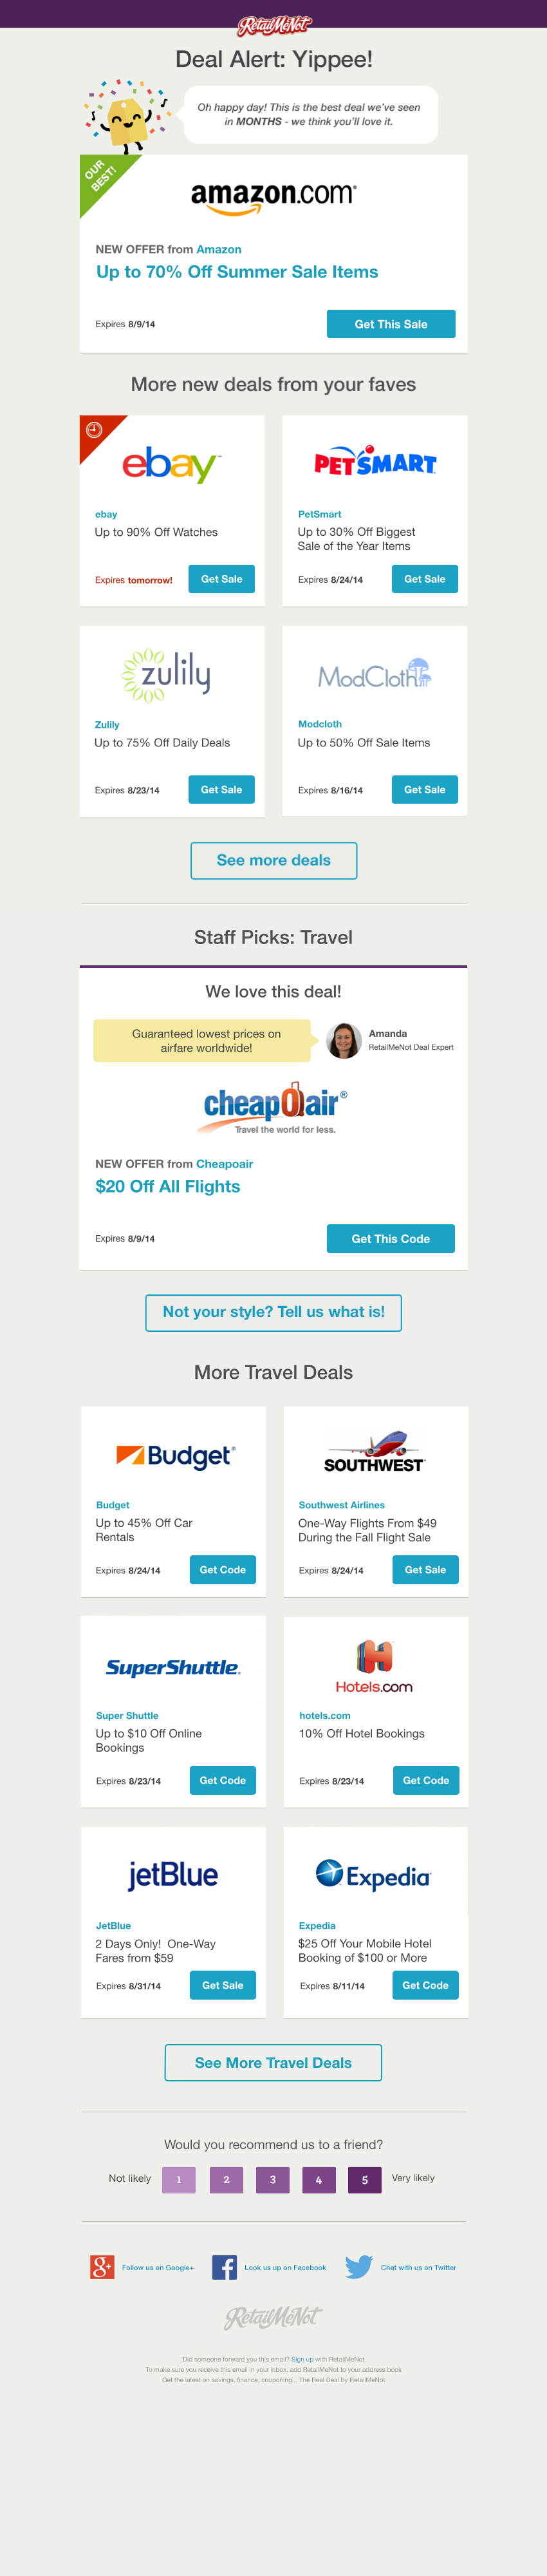 RetailMeNot
Deal Alert: Yippee!
Oh happy day! This is the best deal we've seen
in MONTHS - we think you'll love it.
OUR
BEST!
amazon.com
NEW OFFER from Amazon
Up to 70% Off Summer Sale Items
Expires 8/9/14
Get This Sale
More new deals from your faves
ebay™
ebay
Up to 90% Off Watches
Expires tomorrow!
Get Sale
PETSMART
PetSmart
Up to 30% Off Biggest
Sale of the Year Items
Expires 8/24/14
Get Sale
zulily
Zulily
Up to 75% Off Daily Deals
Expires 8/23/14
Get Sale
ModCloth
Modcloth
Up to 50% Off Sale Items
Expires 8/16/14
Get Sale
See more deals
Staff Picks: Travel
We love this deal!
Guaranteed lowest prices on
airfare worldwide!
Amanda
RetailMeNot Deal Expert
cheapOair®
Travel the world for less.
NEW OFFER from Cheapoair
$20 Off All Flights
Expires 8/9/14
Get This Code
Not your style? Tell us what is!
More Travel Deals
Budget®
Budget
Up to 45% Off Car
Rentals
Expires 8/24/14
Get Code
SOUTHWEST
Southwest Airlines
One-Way Flights From $49
During the Fall Flight Sale
Expires 8/24/14
Get Sale
SuperShuttle
Super Shuttle
Up to $10 Off Online
Bookings
Expires 8/23/14
Get Code
Hotels.com
hotels.com
10% Off Hotel Bookings
Expires 8/23/14
Get Code
jetBlue
JetBlue
2 Days Only! One-Way
Fares from $59
Expires 8/31/14
Get Sale
Expedia
Expedia
$25 Off Your Mobile Hotel
Booking of $100 or More
Expires 8/11/14
Get Code
See More Travel Deals
Would you recommend us to a friend?
Not likely 1 2 3 4 5 Very likely
g+ Follow us on Google+
f Look us up on Facebook
Chat with us on Twitter
RetailMeNot
Did someone forward you this email? Sign up with RetailMeNot
To make sure you receive this email in your inbox, add RetailMeNot to your address book
Get the latest on savings, finance, couponing... The Real Deal by RetailMeNot